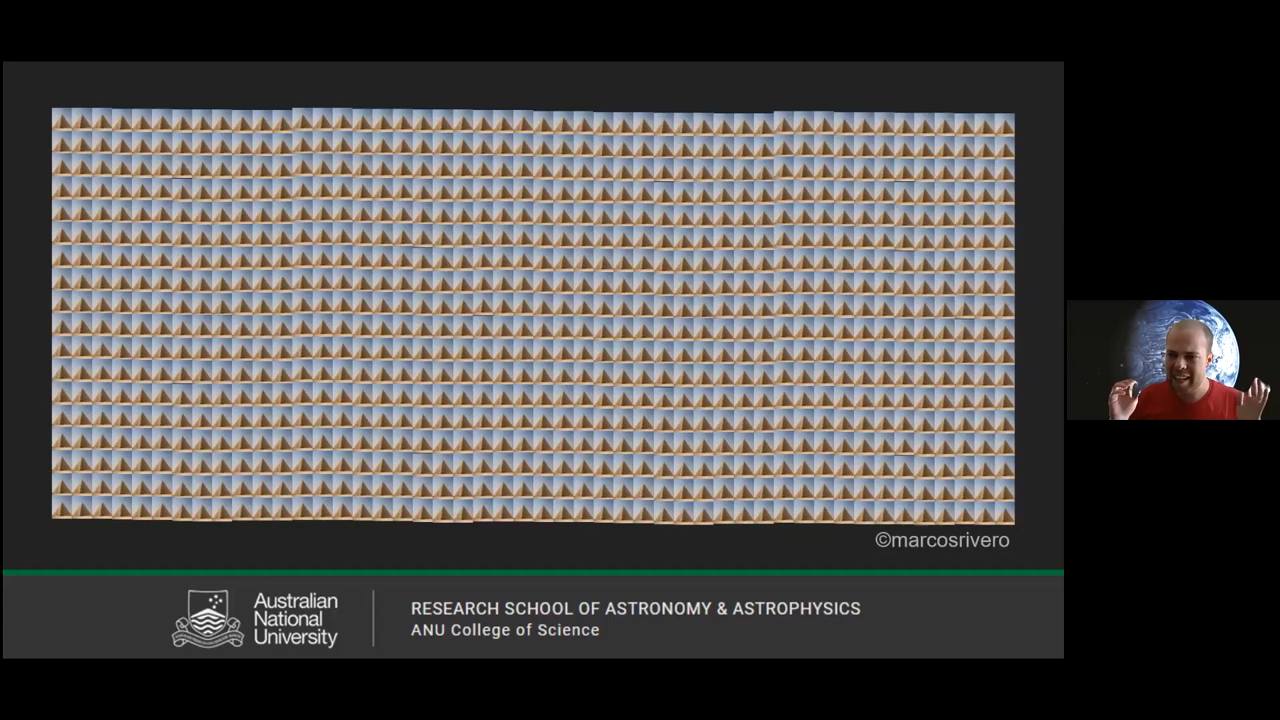 ©marcosrivero
Australian
National
University
RESEARCH SCHOOL OF ASTRONOMY & ASTROPHYSICS
ANU College of Science